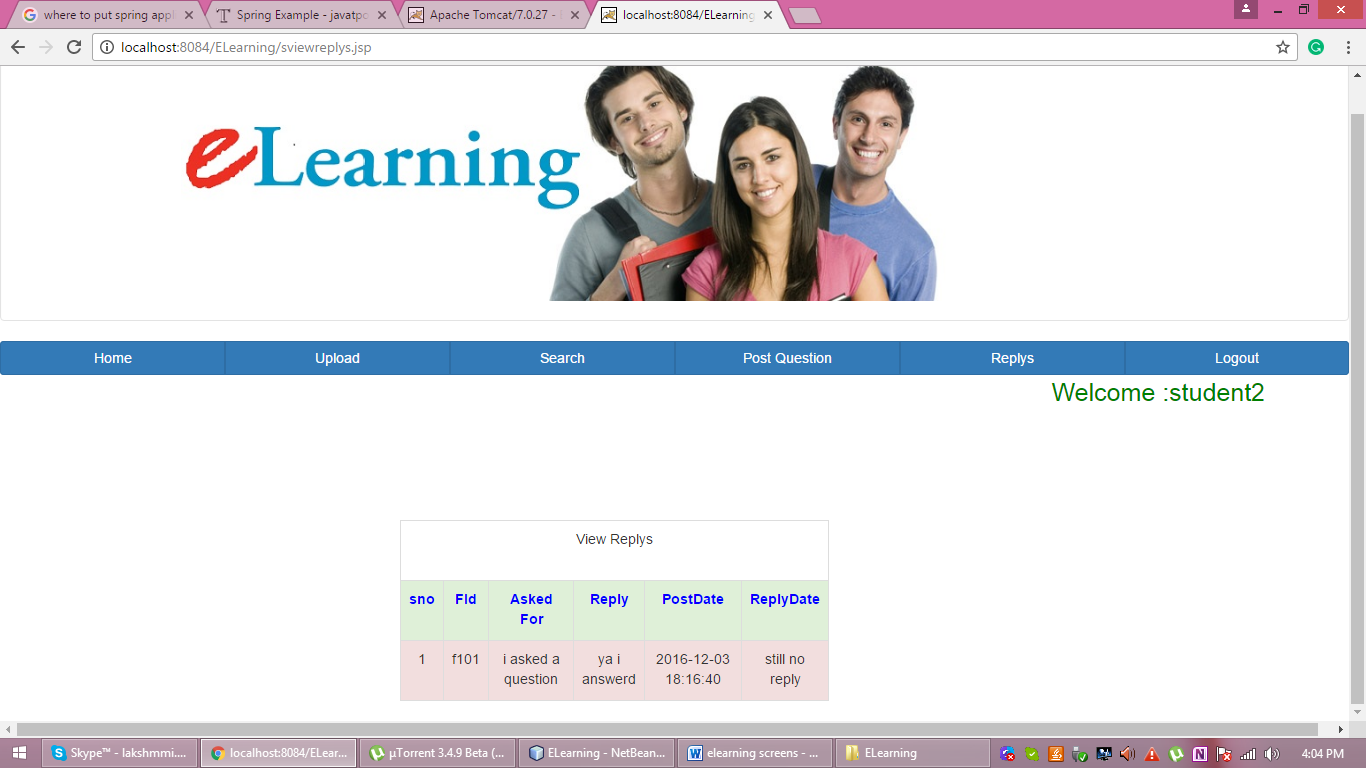 where to put spring appl
Spring Example - javatpo
Apache Tomcat/7.0.27 -
localhost:8084/ELearning
localhost:8084/ELearning/sviewreplys.jsp
eLearning
Home Upload Search Post Question Replys Logout
Welcome :student2
View Replys
sno FId Asked For Reply PostDate ReplyDate
1 f101 i asked a question ya i answerd 2016-12-03 18:16:40 still no reply
Skype™ - lakshmmi.... localhost:8084/ELear... µTorrent 3.4.9 Beta (... ELearning - NetBean... elearning screens - ... ELearning 4:04 PM